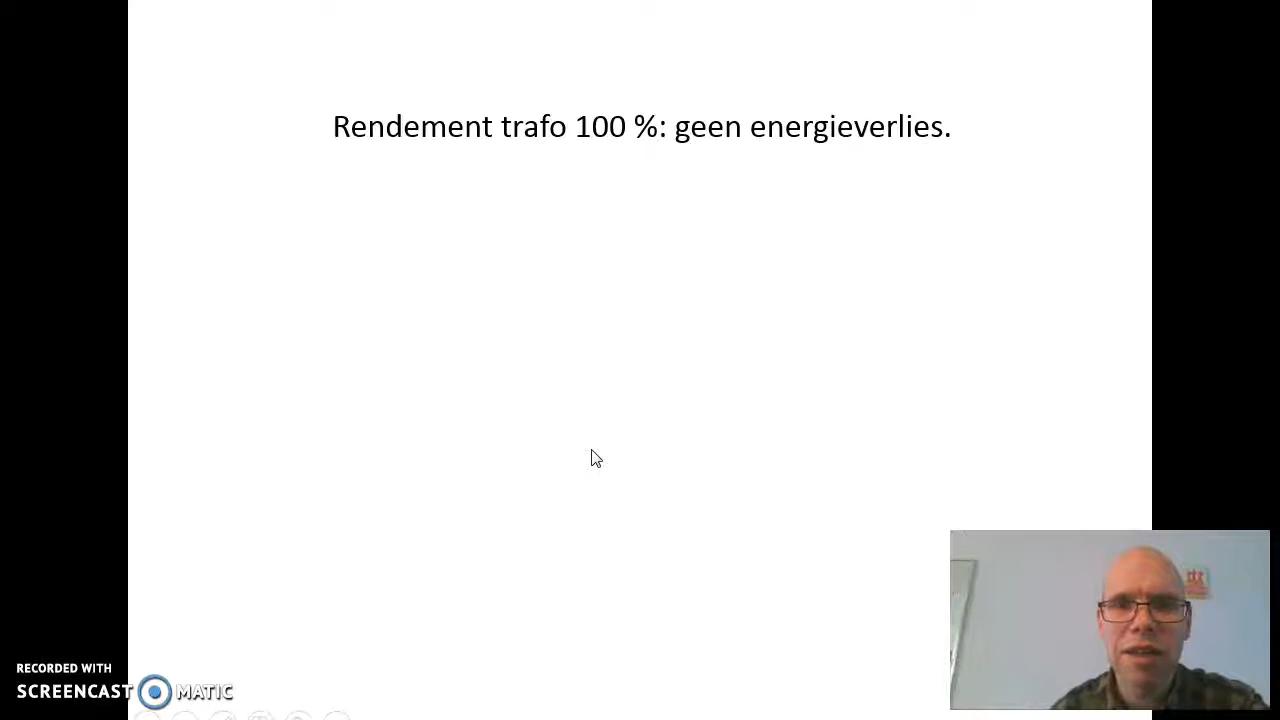 Rendement trafo 100 %: geen energieverlies.
RECORDED WITH
SCREENCAST MATIC